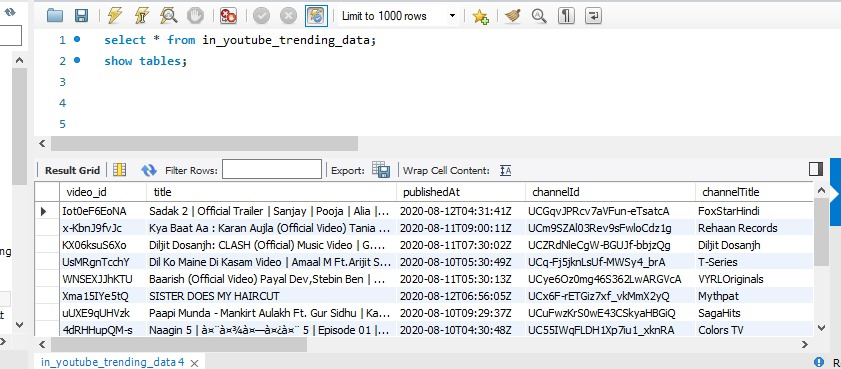 Limit to 1000 rows
1 select * from in_youtube_trending_data;
2 show tables;
3
4
5
Result Grid Filter Rows: Export: Wrap Cell Content: IA
video_id title publishedAt channelId channelTitle
Iot0eF6EoNA Sadak 2 | Official Trailer | Sanjay | Pooja | Alia |... 2020-08-12T04:31:41Z UCGqvJPRcv7aVFun-eTsatcA FoxStarHindi
x-KbnJ9fvJc Kya Baat Aa : Karan Aujla (Official Video) Tania ... 2020-08-11T09:00:11Z UCm9SZAl03Rev9sFwloCdz1g Rehaan Records
KX06ksuS6Xo Diljit Dosanjh: CLASH (Official) Music Video | G.... 2020-08-11T07:30:02Z UCZRdNleCgW-BGUJf-bbjzQg Diljit Dosanjh
UsMRgnTcchY Dil Ko Maine Di Kasam Video | Amaal M Ft.Arijit S... 2020-08-10T05:30:49Z UCq-Fj5jknLsUf-MWSy4_brA T-Series
WNSEXJJhKTU Baarish (Official Video) Payal Dev,Stebin Ben | ... 2020-08-11T05:30:13Z UCye6Oz0mg46S362LwARGVcA VYRLOriginals
Xma15IYe5tQ SISTER DOES MY HAIRCUT 2020-08-12T06:56:05Z UCx6F-rETGiz7xf_vkMmX2yQ Mythpat
uUXE9qUHVzk Paapi Munda - Mankirt Aulakh Ft. Gur Sidhu | Ka... 2020-08-10T09:29:37Z UCuFwzKrS0wE43CSkyaHBGiQ SagaHits
4dRHHupQM-s Naagin 5 | à¤¨à¤¾à¤—à¤¿à¤¨ 5 | Episode 01 |... 2020-08-10T04:30:48Z UC55IWqFLDH1Xp7iu1_xknRA Colors TV
in_youtube_trending_data 4